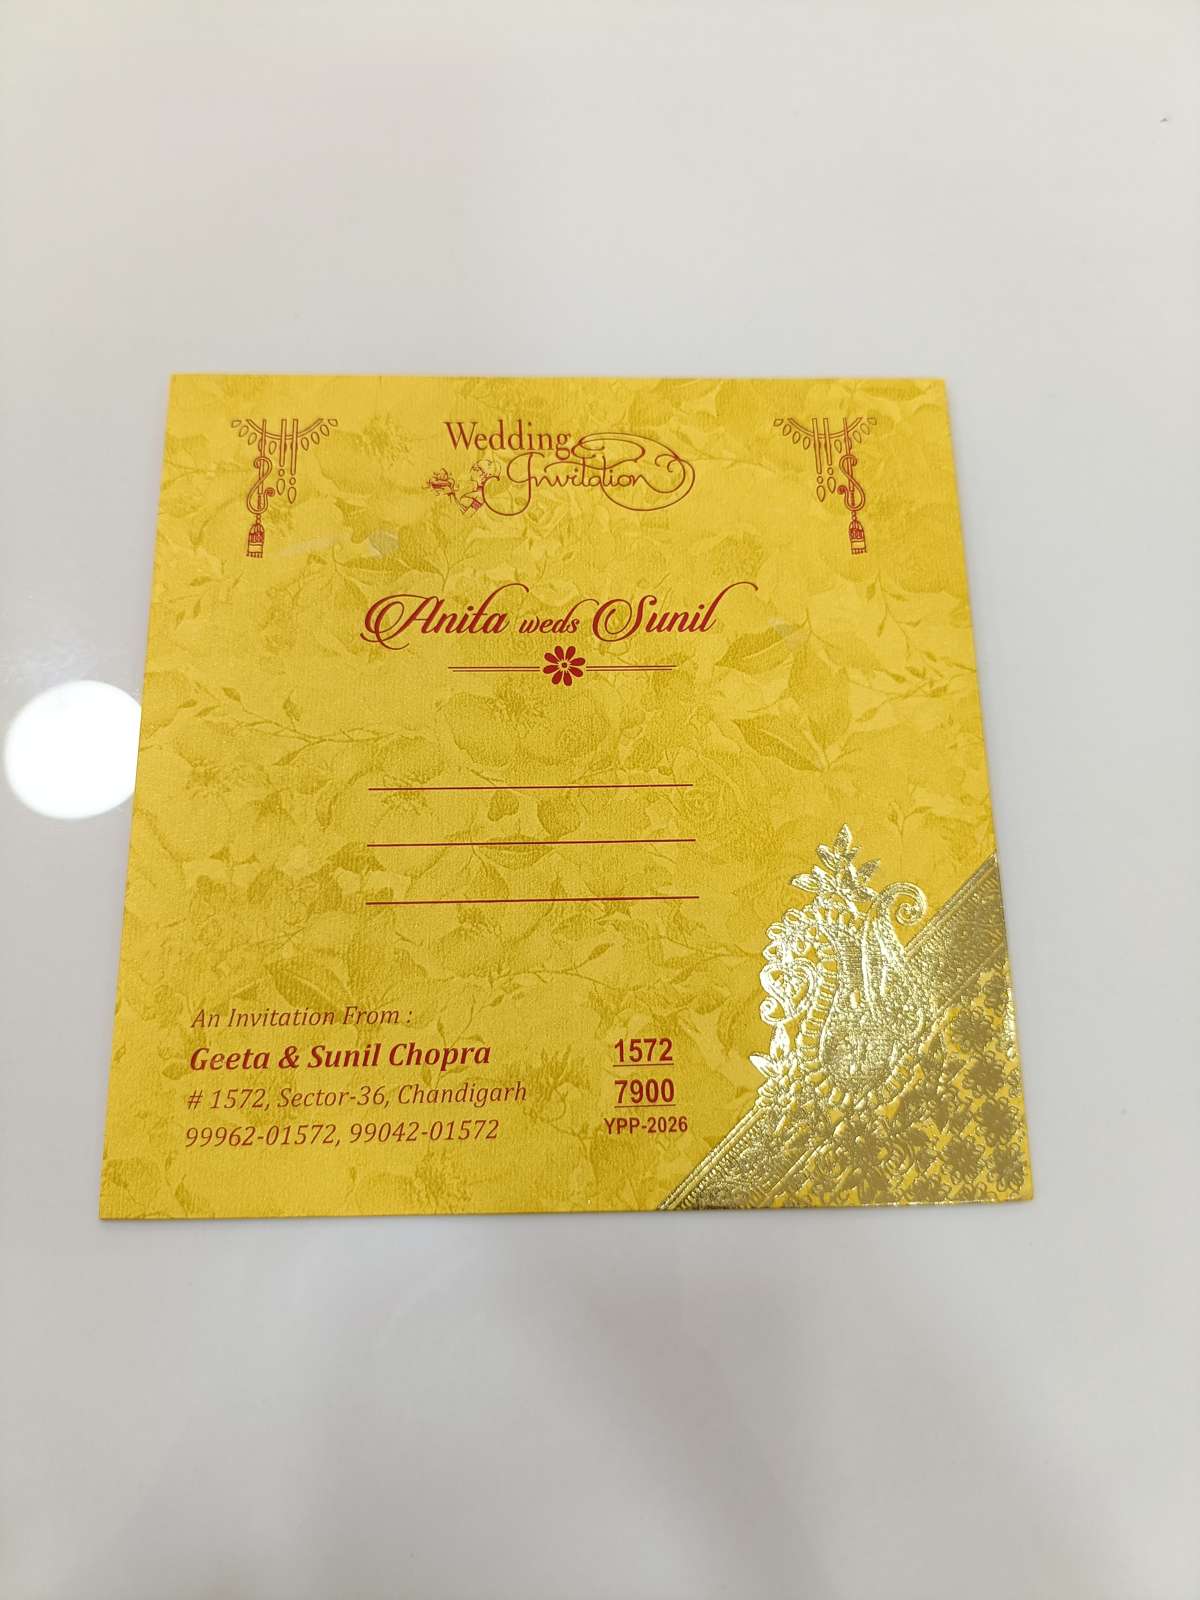 Wedding
Invitation
Anita weds Sunil
An Invitation From :
Geeta & Sunil Chopra
# 1572, Sector-36, Chandigarh
99962-01572, 99042-01572
1572
7900
YPP-2026